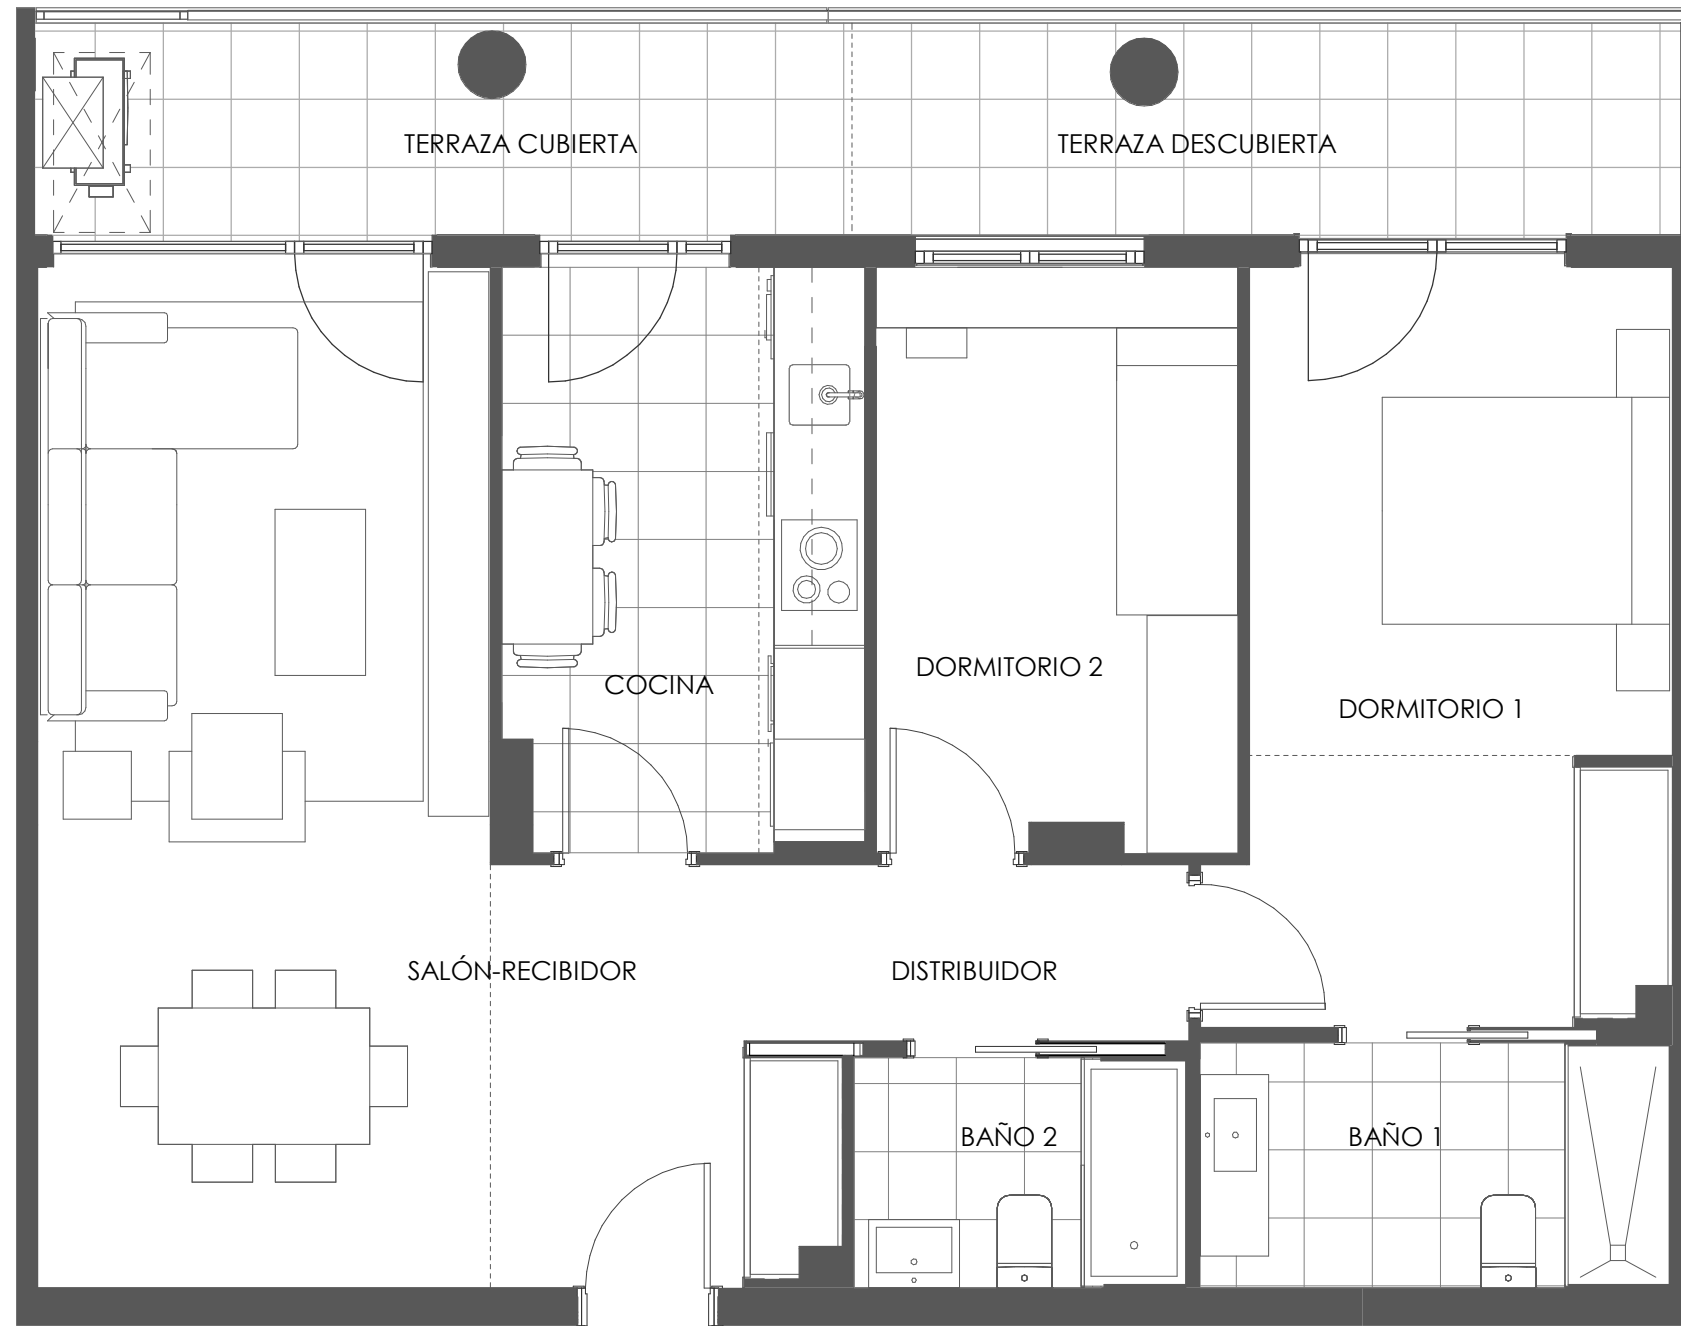 TERRAZA CUBIERTA
TERRAZA DESCUBIERTA
COCINA
DORMITORIO 2
DORMITORIO 1
SALÓN-RECIBIDOR
DISTRIBUIDOR
BAÑO 2
BAÑO 1